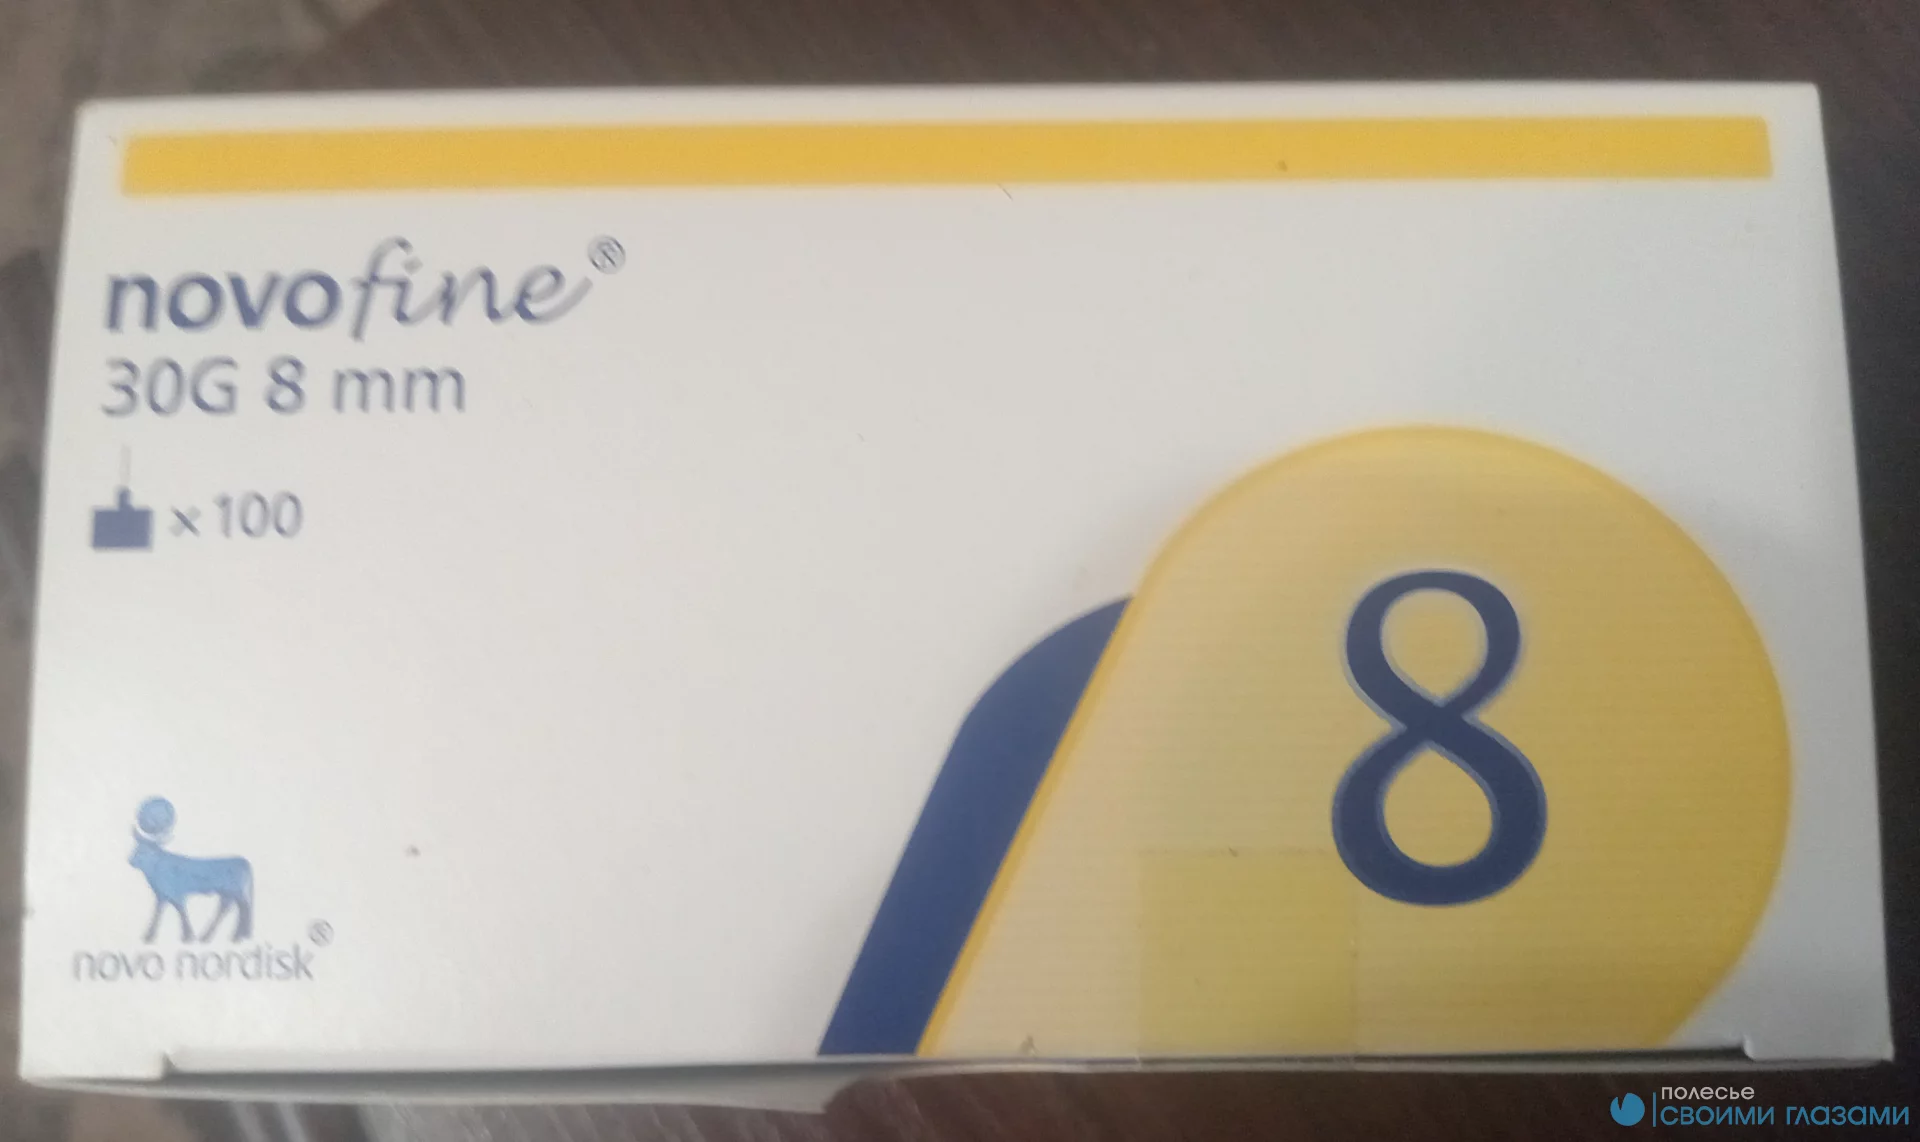 novofine®
30G 8 mm
x 100
8
novo nordisk®
полесье
своими глазами